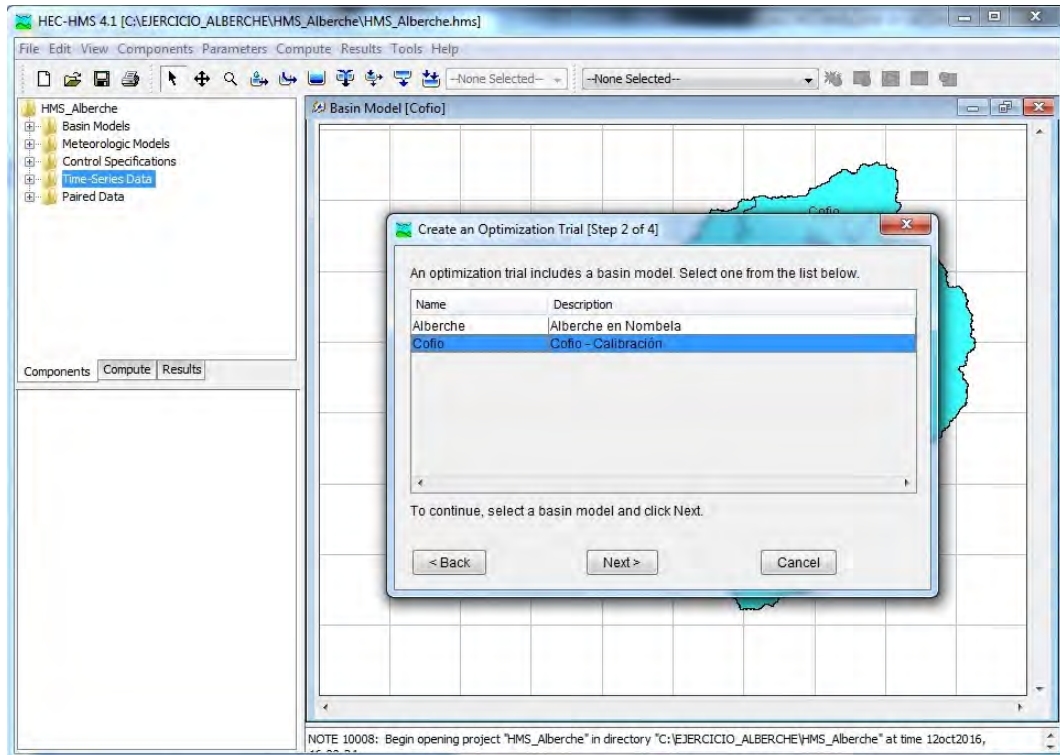 HEC-HMS 4.1 [C:\EJERCICIO_ALBERCHE\HMS_Alberche\HMS_Alberche.hms]
File Edit View Components Parameters Compute Results Tools Help
--None Selected-- --None Selected--
HMS_Alberche
Basin Models
Meteorologic Models
Control Specifications
Time-Series Data
Paired Data
Components Compute Results
Basin Model [Cofio]
Cofio
Create an Optimization Trial [Step 2 of 4]
An optimization trial includes a basin model. Select one from the list below.
Name Description
Alberche Alberche en Nombela
Cofio Cofio - Calibración
To continue, select a basin model and click Next.
< Back Next > Cancel
NOTE 10008: Begin opening project "HMS_Alberche" in directory "C:\EJERCICIO_ALBERCHE\HMS_Alberche" at time 12oct2016,